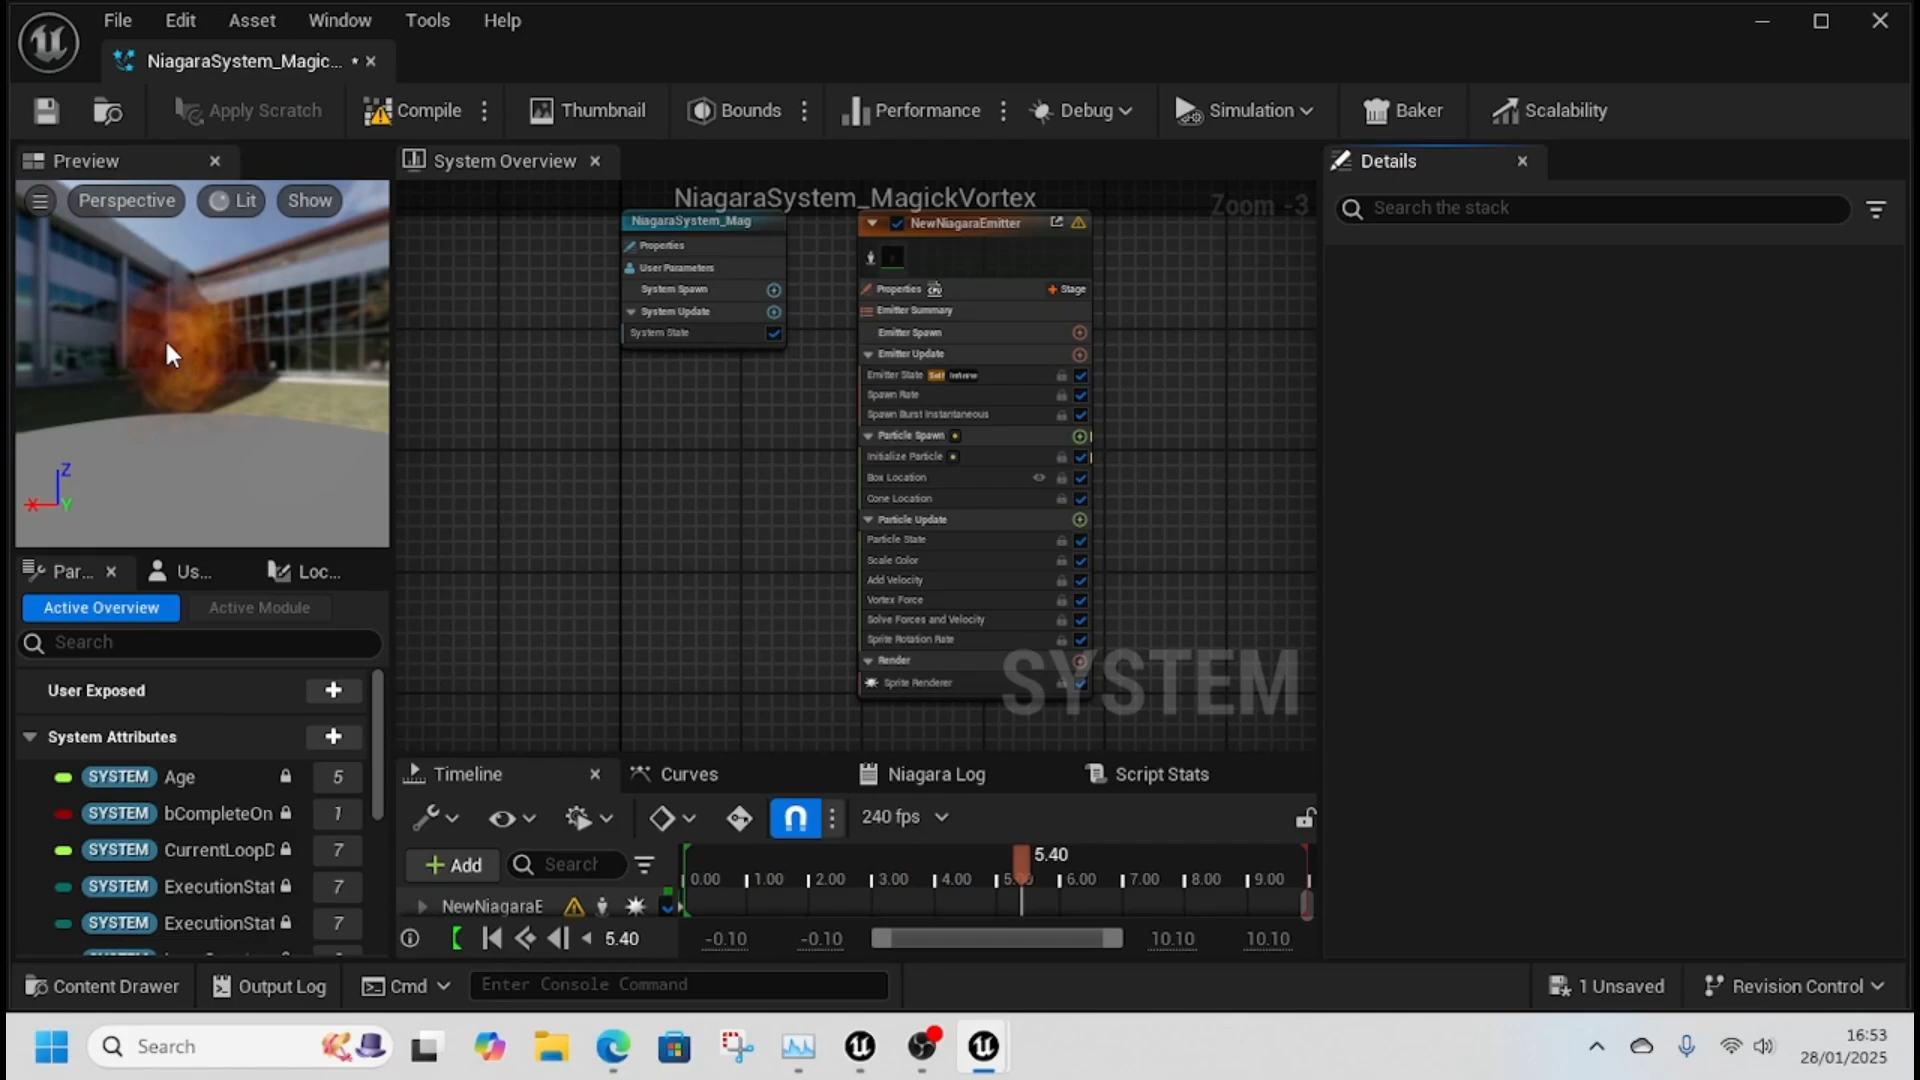 File Edit Asset Window Tools Help
NiagaraSystem_Magic... *
Apply Scratch Compile Thumbnail Bounds Performance Debug Simulation Baker Scalability
Preview
System Overview
Details
Perspective Lit Show
NiagaraSystem_MagickVortex
Zoom -3
Search the stack
NiagaraSystem_Mag
Properties
User Parameters
System Spawn
System Update
System State
NewNiagaraEmitter
Properties CPU Stage
Emitter Summary
Emitter Spawn
Emitter Update
Emitter State Self Infinite
Spawn Rate
Spawn Burst Instantaneous
Particle Spawn
Initialize Particle
Box Location
Cone Location
Particle Update
Particle State
Scale Color
Add Velocity
Vortex Force
Solve Forces and Velocity
Sprite Rotation Rate
Render
Sprite Renderer
SYSTEM
X Y Z
Par... Us... Loc...
Active Overview Active Module
Search
User Exposed
System Attributes
SYSTEM Age 5
SYSTEM bCompleteOn 1
SYSTEM CurrentLoopD 7
SYSTEM ExecutionStat 7
SYSTEM ExecutionStat 7
Timeline Curves Niagara Log Script Stats
240 fps
Add Search
5.40
0.00 1.00 2.00 3.00 4.00 5.00 6.00 7.00 8.00 9.00
NewNiagaraE
5.40 -0.10 -0.10 10.10 10.10
Content Drawer Output Log Cmd Enter Console Command 1 Unsaved Revision Control
Search
16:53
28/01/2025